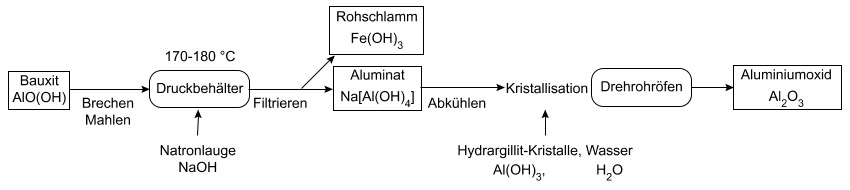 Bauxit
AlO(OH)
Brechen
Mahlen
170-180 °C
Druckbehälter
Natronlauge
NaOH
Filtrieren
Rohschlamm
Fe(OH)₃
Aluminat
Na[Al(OH)₄]
Abkühlen
Kristallisation
Hydrargillit-Kristalle, Wasser
Al(OH)₃, H₂O
Drehrohröfen
Aluminiumoxid
Al₂O₃